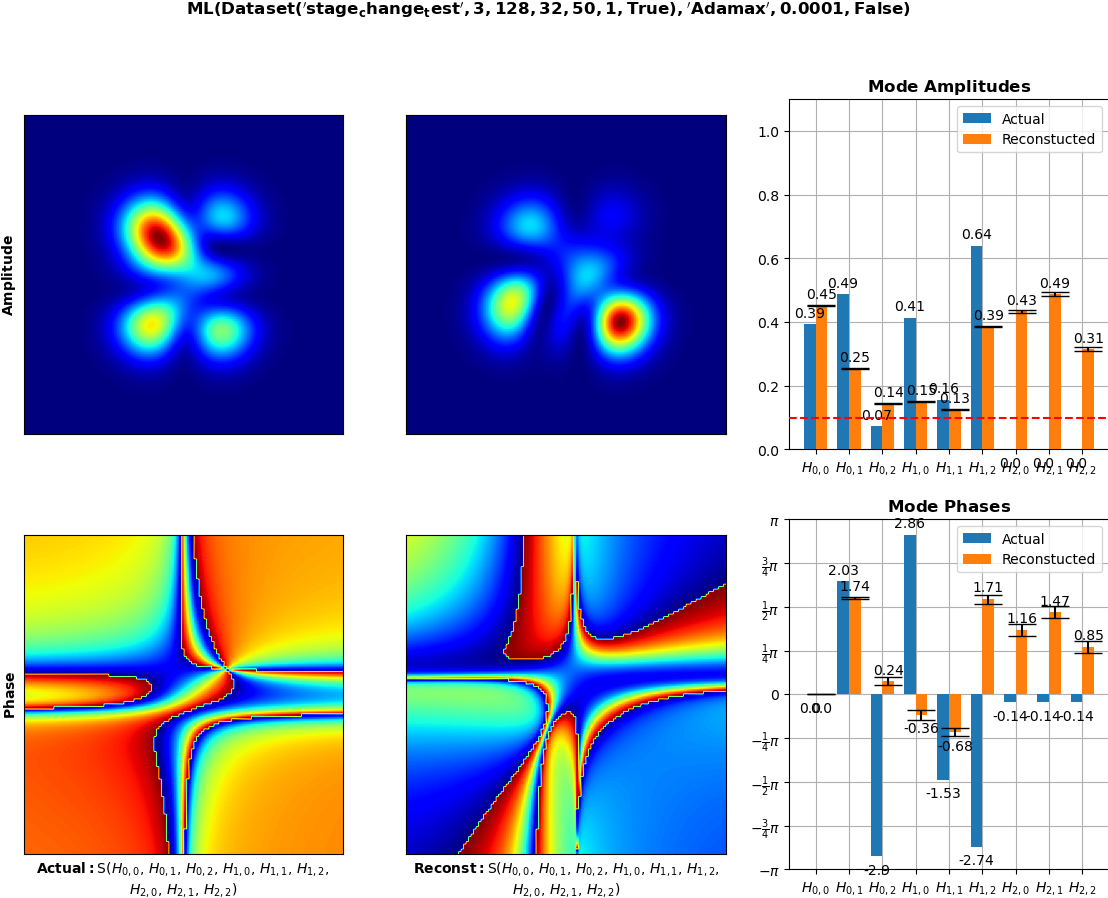 ML(Dataset('stage_change_test', 3, 128, 32, 50, 1, True), 'Adamax', 0.0001, False)
Amplitude
Mode Amplitudes
Actual
Reconstucted
1.0
0.8
0.6
0.4
0.2
0.0
0.39
0.45
0.49
0.25
0.07
0.14
0.41
0.15
0.16
0.13
0.64
0.39
0.0
0.43
0.0
0.49
0.0
0.31
H0,0 H0,1 H0,2 H1,0 H1,1 H1,2 H2,0 H2,1 H2,2
Phase
Actual: S(H0,0, H0,1, H0,2, H1,0, H1,1, H1,2,
H2,0, H2,1, H2,2)
Reconst: S(H0,0, H0,1, H0,2, H1,0, H1,1, H1,2,
H2,0, H2,1, H2,2)
Mode Phases
Actual
Reconstucted
π
3/4π
1/2π
1/4π
0
−1/4π
−1/2π
−3/4π
−π
0.0
0.0
2.03
1.74
-2.9
0.24
2.86
-0.36
-1.53
-0.68
-2.74
1.71
-0.14
1.16
-0.14
1.47
-0.14
0.85
H0,0 H0,1 H0,2 H1,0 H1,1 H1,2 H2,0 H2,1 H2,2